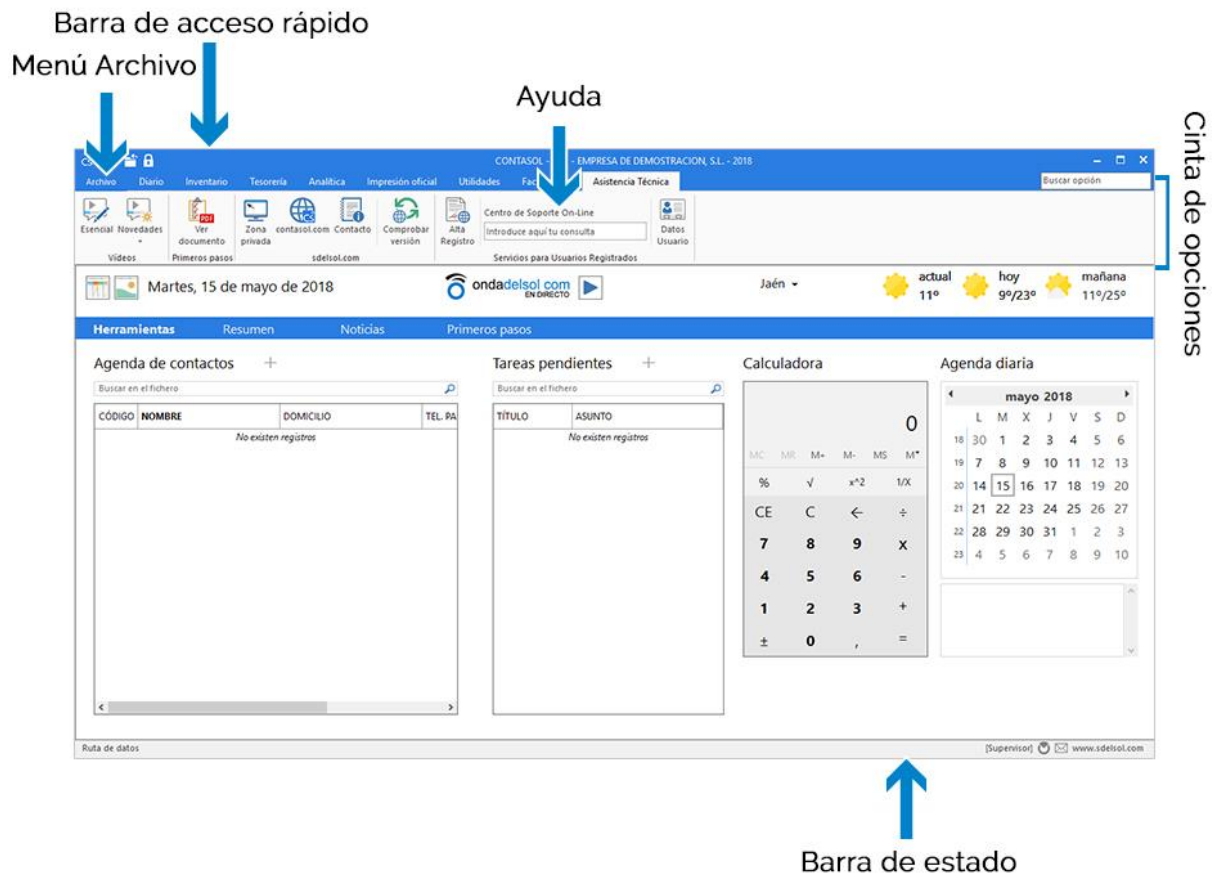 Barra de acceso rápido
Menú Archivo
Ayuda
Cinta de opciones
CONTASOL - EMPRESA DE DEMOSTRACION, S.L. - 2018
Archivo Diario Inventario Tesorería Analítica Impresión oficial Utilidades Asistencia Técnica Buscar opción
Centro de Soporte On-Line
Introduce aquí tu consulta
Esencial Novedades Ver documento Zona privada contasol.com Contacto Comprobar versión Alta Registro Datos Usuario
Vídeos Primeros pasos sdelsol.com Servicios para Usuarios Registrados
Martes, 15 de mayo de 2018
ondadelsol com
EN DIRECTO
Jaén
actual
11º
hoy
9º/23º
mañana
11º/25º
Herramientas Resumen Noticias Primeros pasos
Agenda de contactos +
Buscar en el fichero
CÓDIGO NOMBRE DOMICILIO TEL. PA
No existen registros
Tareas pendientes +
Buscar en el fichero
TÍTULO ASUNTO
No existen registros
Calculadora
0
MC MR M+ M- MS M▾
% √ x^2 1/X
CE C ← ÷
7 8 9 x
4 5 6 -
1 2 3 +
± 0 , =
Agenda diaria
mayo 2018
L M X J V S D
18 30 1 2 3 4 5 6
19 7 8 9 10 11 12 13
20 14 15 16 17 18 19 20
21 21 22 23 24 25 26 27
22 28 29 30 31 1 2 3
23 4 5 6 7 8 9 10
Ruta de datos
[Supervisor] www.sdelsol.com
Barra de estado